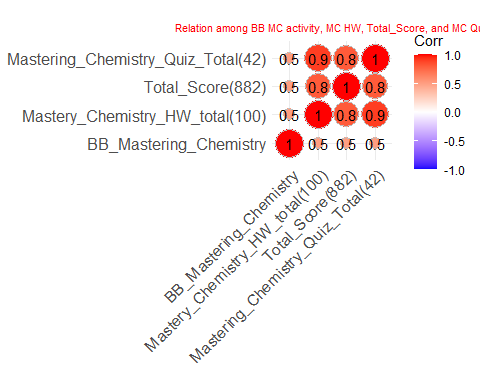 Relation among BB MC activity, MC HW, Total_Score, and MC Qu
Corr
Mastering_Chemistry_Quiz_Total(42) 0.5 0.9 0.8 1
Total_Score(882) 0.5 0.8 1 0.8
Mastery_Chemistry_HW_total(100) 0.5 1 0.8 0.9
BB_Mastering_Chemistry 1 0.5 0.5 0.5
1.0
0.5
0.0
-0.5
-1.0
BB_Mastering_Chemistry
Mastery_Chemistry_HW_total(100)
Total_Score(882)
Mastering_Chemistry_Quiz_Total(42)